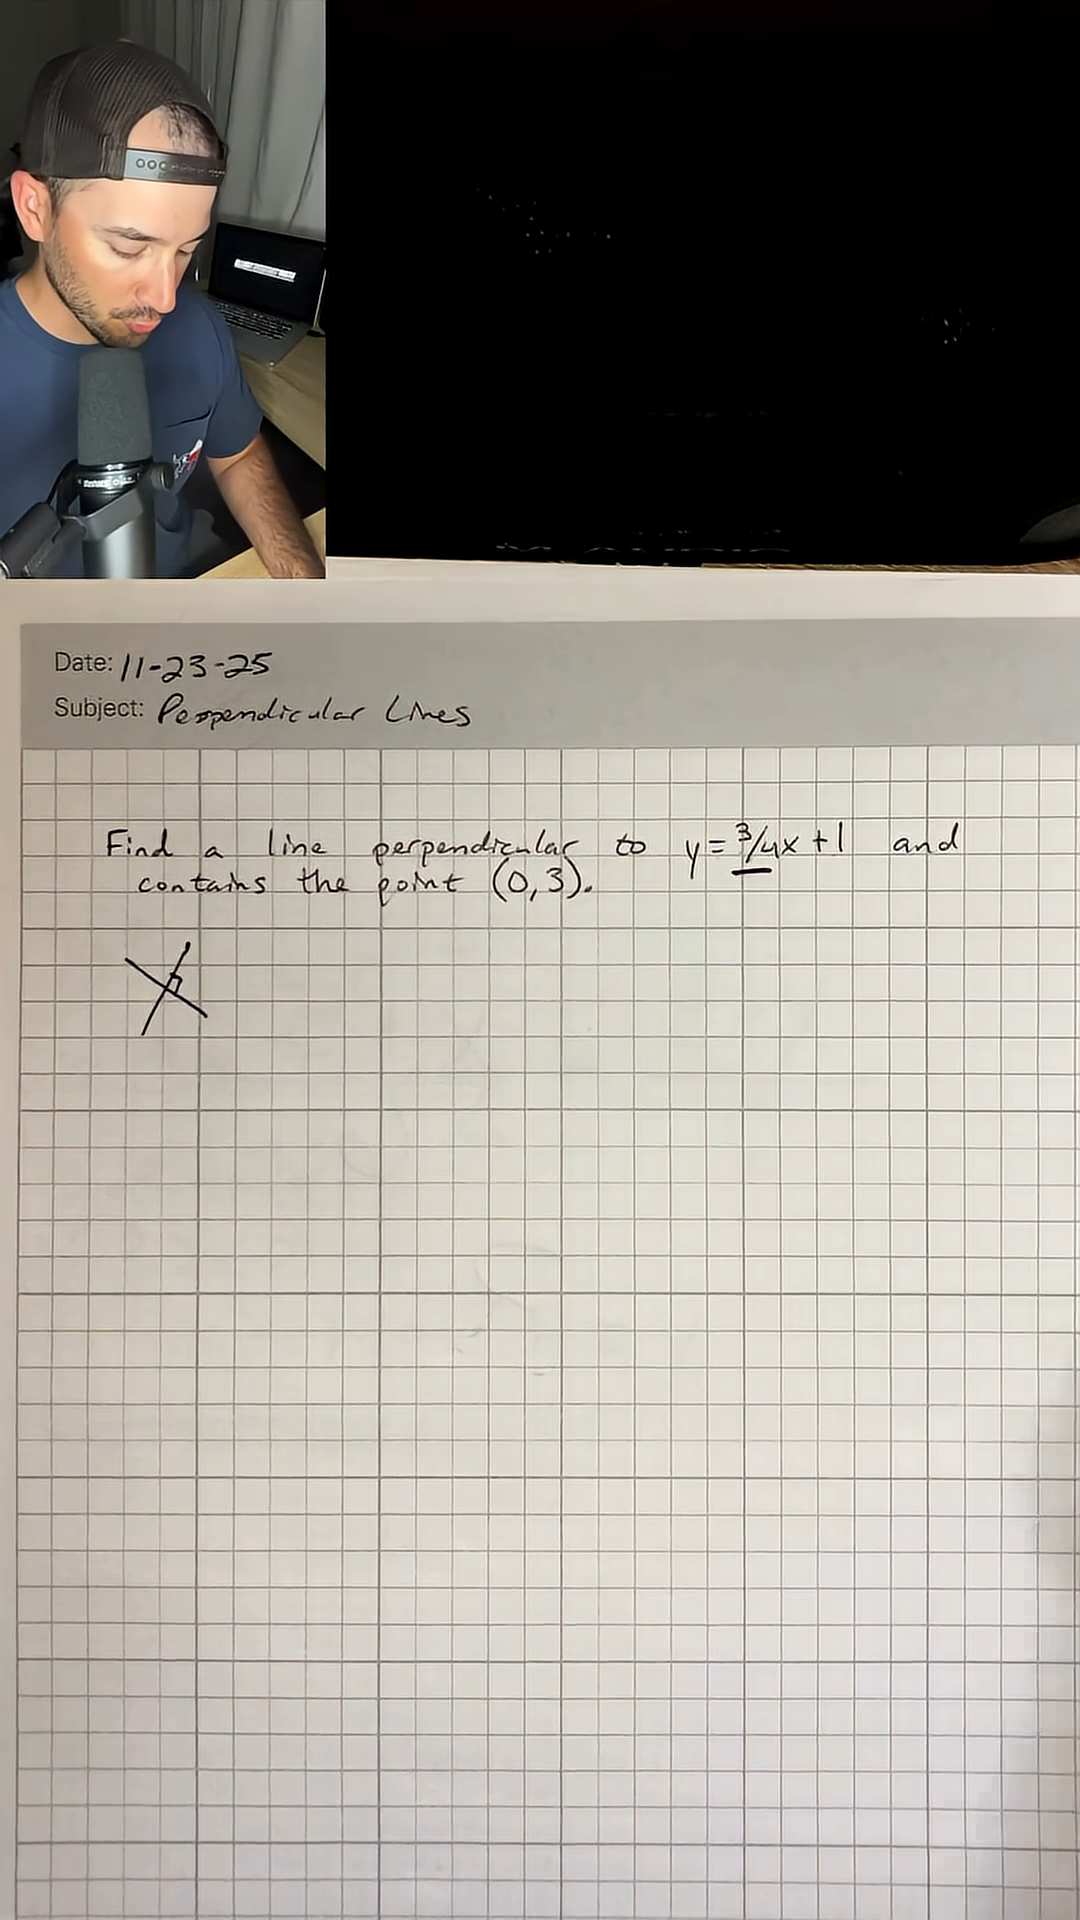 Date: 11-23-25
Subject: Perpendicular Lines
Find a line perpendicular to y = 3/4x + 1 and
contains the point (0,3).